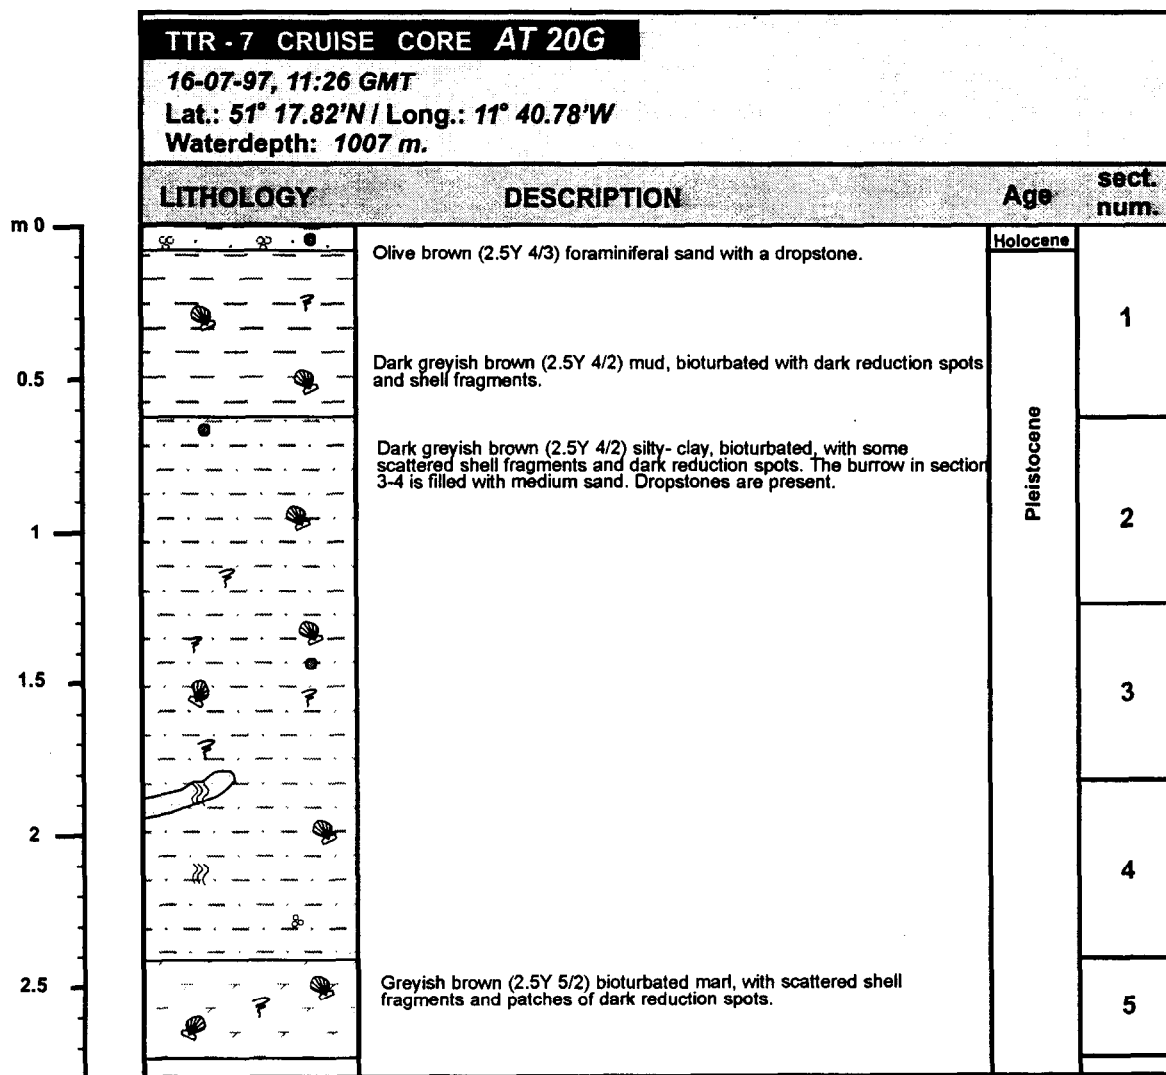 TTR - 7 CRUISE CORE AT 20G
16-07-97, 11:26 GMT
Lat.: 51° 17.82'N / Long.: 11° 40.78'W
Waterdepth: 1007 m.
LITHOLOGY DESCRIPTION Age sect. num.
m 0
Olive brown (2.5Y 4/3) foraminiferal sand with a dropstone.
Holocene
1
0.5
Dark greyish brown (2.5Y 4/2) mud, bioturbated with dark reduction spots
and shell fragments.
Dark greyish brown (2.5Y 4/2) silty- clay, bioturbated, with some
scattered shell fragments and dark reduction spots. The burrow in section
3-4 is filled with medium sand. Dropstones are present.
Pleistocene
1
2
1.5
3
2
4
2.5
Greyish brown (2.5Y 5/2) bioturbated marl, with scattered shell
fragments and patches of dark reduction spots.
5